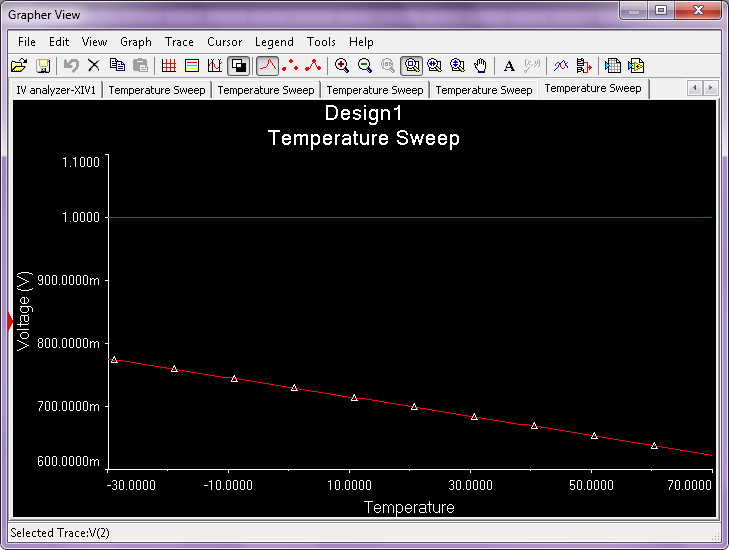 Grapher View
File Edit View Graph Trace Cursor Legend Tools Help
IV analyzer-XIV1 Temperature Sweep Temperature Sweep Temperature Sweep Temperature Sweep Temperature Sweep
Design1
Temperature Sweep
1.1000
1.0000
900.0000m
800.0000m
700.0000m
600.0000m
Voltage (V)
-30.0000 -10.0000 10.0000 30.0000 50.0000 70.0000
Temperature
Selected Trace:V(2)